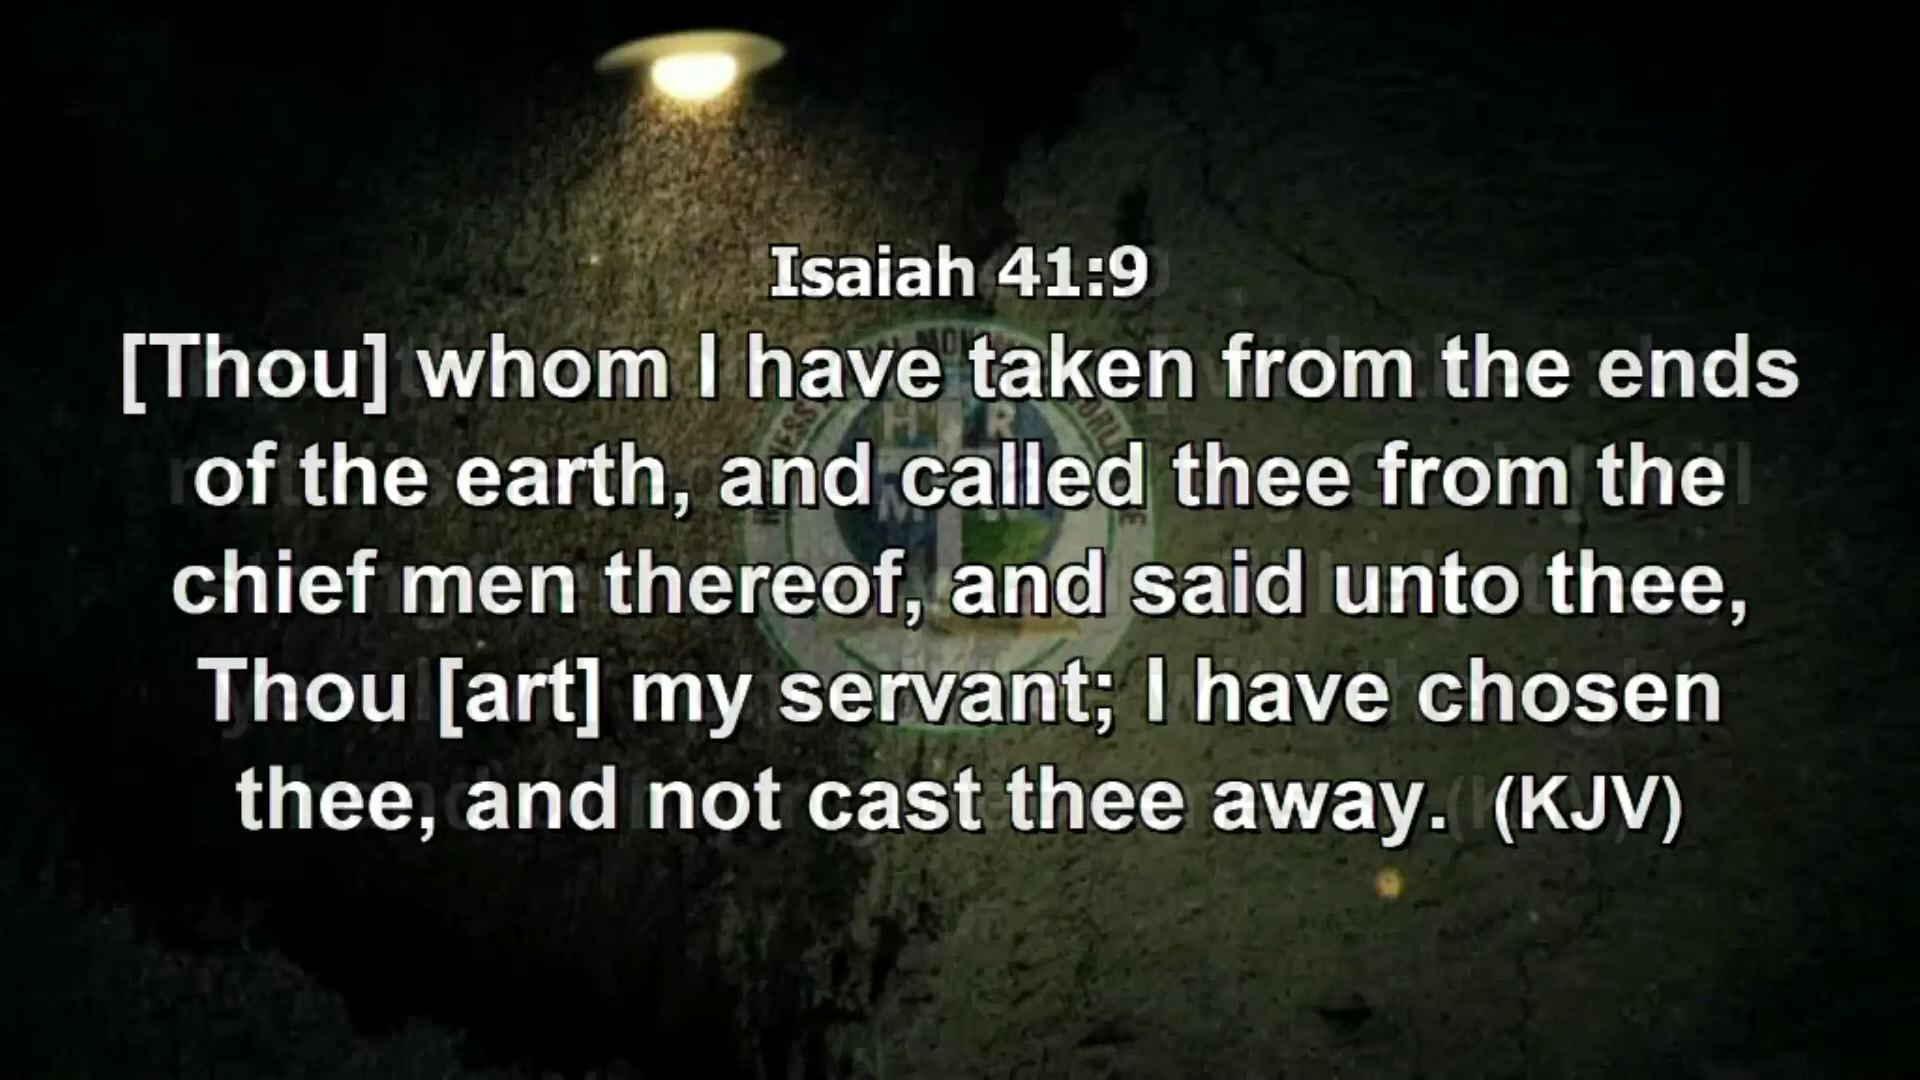 Isaiah 41:9
[Thou] whom I have taken from the ends
of the earth, and called thee from the
chief men thereof, and said unto thee,
Thou [art] my servant; I have chosen
thee, and not cast thee away. (KJV)
H R
M